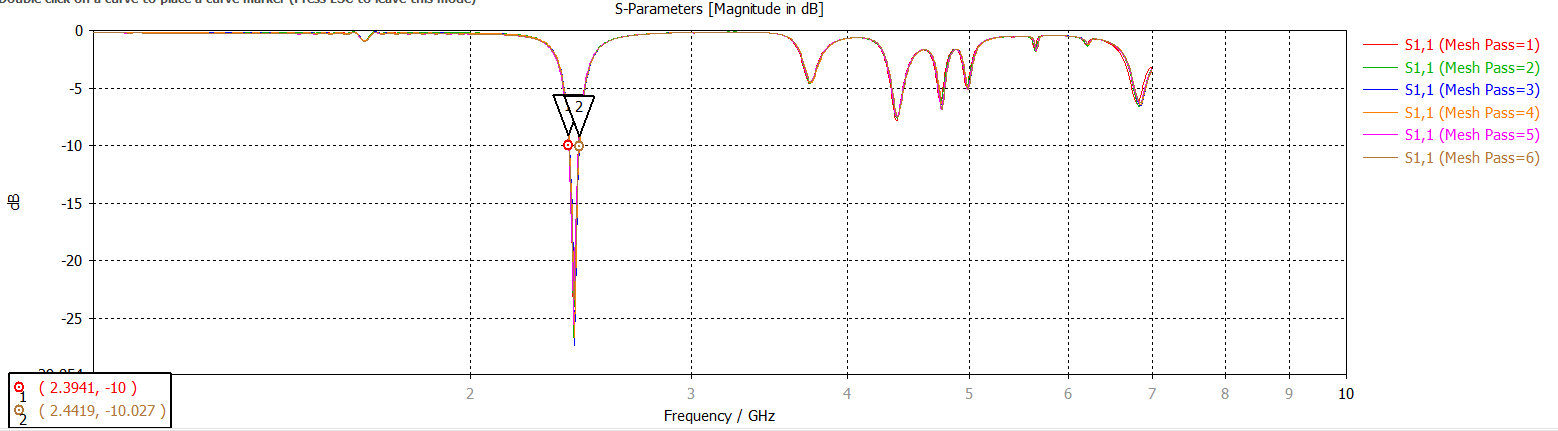 Double click on a curve to place a curve marker (Press ESC to leave this mode)
S-Parameters [Magnitude in dB]
0
-5
-10
-15
-20
-25
dB
2
3
4
5
6
7
8
9
10
Frequency / GHz
2
S1,1 (Mesh Pass=1)
S1,1 (Mesh Pass=2)
S1,1 (Mesh Pass=3)
S1,1 (Mesh Pass=4)
S1,1 (Mesh Pass=5)
S1,1 (Mesh Pass=6)
1 ( 2.3941, -10 )
2 ( 2.4419, -10.027 )